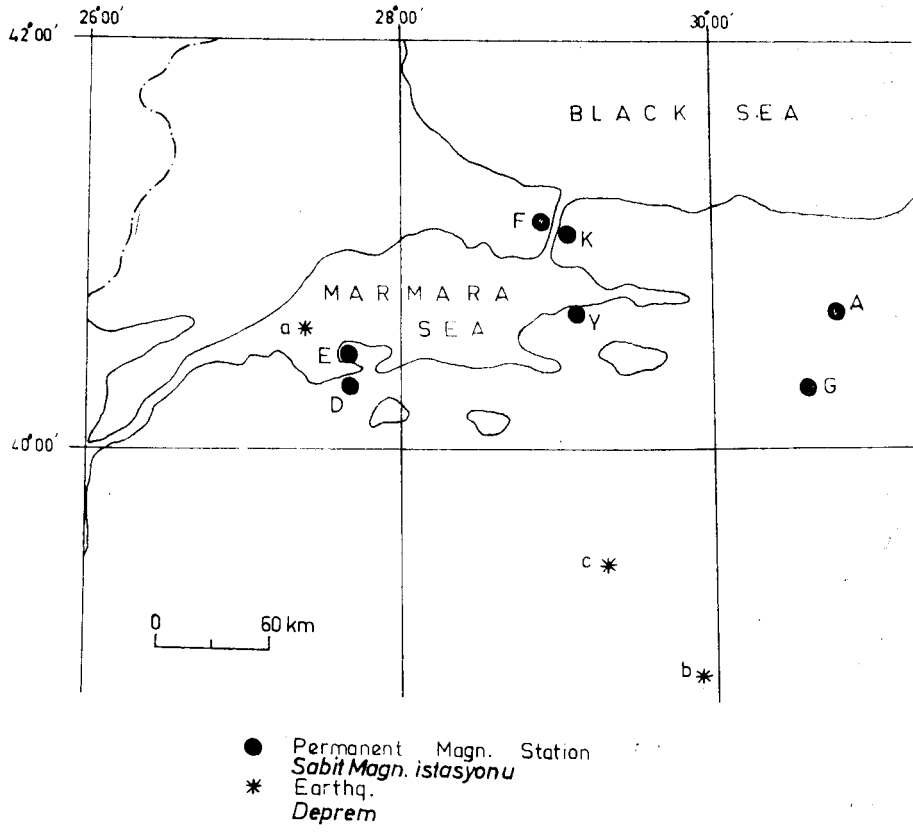 26°00′ 28°00′ 30°00′
42°00′
BLACK SEA
F
K
MARMARA
SEA
A
a
Y
E
G
D
40°00′
c
0 60 km
b
Permanent Magn. Station
Sabit Magn. istasyonu
Earthq.
Deprem